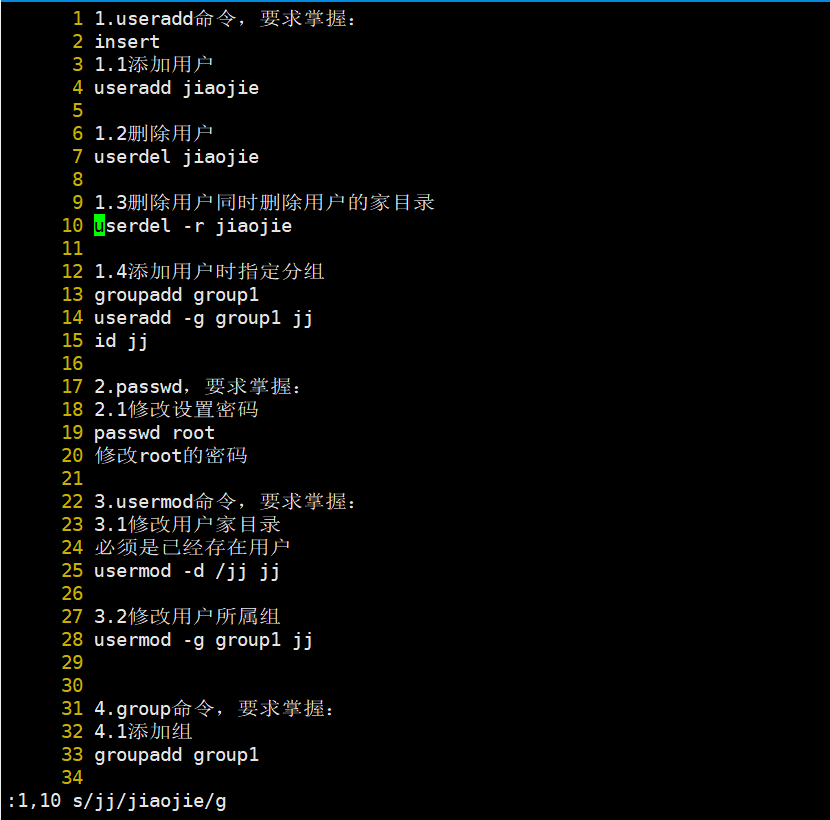 1 1.useradd命令，要求掌握：
2 insert
3 1.1添加用户
4 useradd jiaojie
5
6 1.2删除用户
7 userdel jiaojie
8
9 1.3删除用户同时删除用户的家目录
10 userdel -r jiaojie
11
12 1.4添加用户时指定分组
13 groupadd group1
14 useradd -g group1 jj
15 id jj
16
17 2.passwd，要求掌握：
18 2.1修改设置密码
19 passwd root
20 修改root的密码
21
22 3.usermod命令，要求掌握：
23 3.1修改用户家目录
24 必须是已经存在用户
25 usermod -d /jj jj
26
27 3.2修改用户所属组
28 usermod -g group1 jj
29
30
31 4.group命令，要求掌握：
32 4.1添加组
33 groupadd group1
34
:1,10 s/jj/jiaojie/g